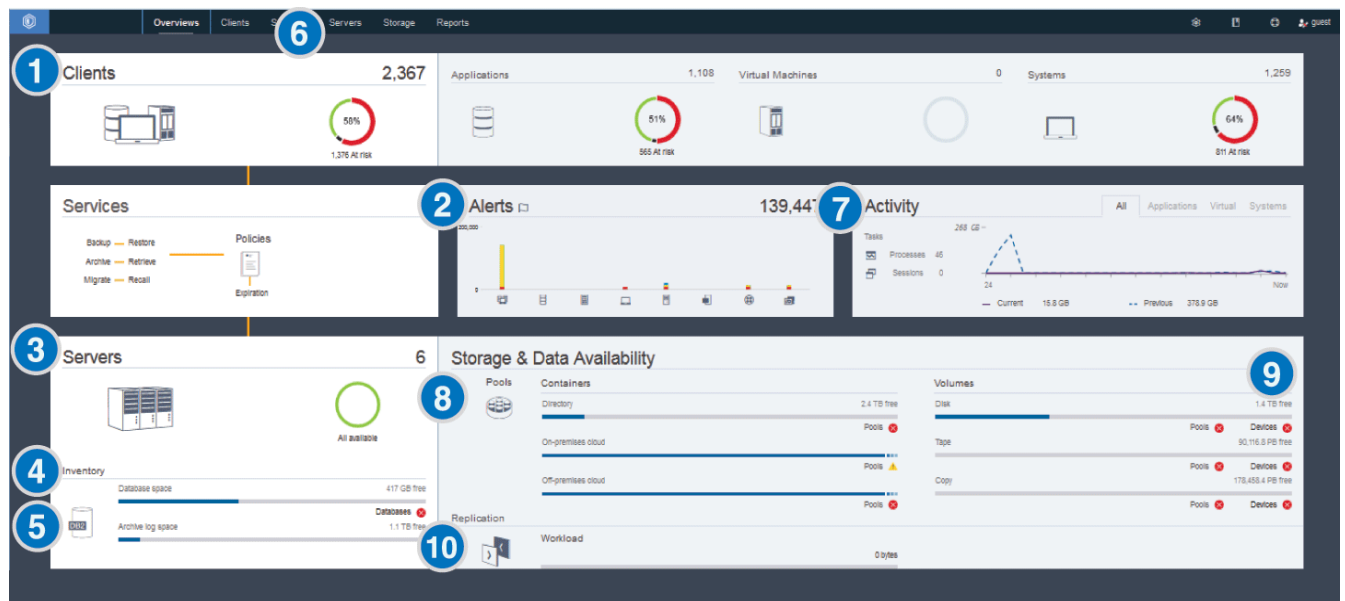 Overviews Clients Servers Storage Reports guest
6
1 Clients 2,367
Applications 1,108 Virtual Machines 0 Systems 1,259
58% 51% 64%
1,376 At risk 565 At risk 811 At risk
Services
2 Alerts 139,447
7 Activity All Applications Virtual Systems
Backup Restore
Archive Retrieve
Migrate Recall
Policies
Expiration
200,000
0
Tasks
Processes 46
Sessions 0
268 GB
24 Now
Current 15.8 GB Previous 378.9 GB
3 Servers 6
All available
4 Inventory
Database space 417 GB free
Databases
5 DB2 Archive log space 1.1 TB free
Storage & Data Availability
8 Pools Containers
Directory 2.4 TB free
Pools
On-premises cloud
Pools
Off-premises cloud
Pools
Volumes 9
Disk 1.4 TB free
Pools Devices
Tape 90,116.8 PB free
Pools Devices
Copy 178,458.4 PB free
Pools Devices
Replication
10 Workload
0 bytes